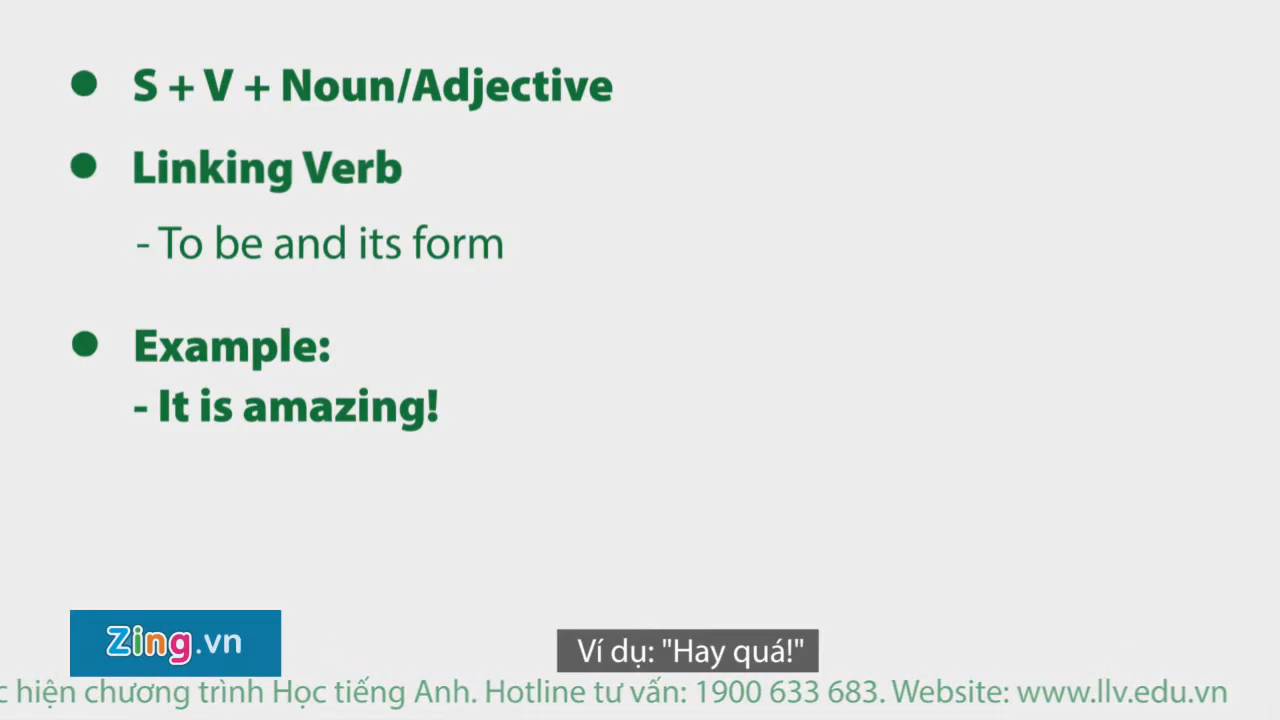 S + V + Noun/Adjective
Linking Verb
- To be and its form
Example:
- It is amazing!
Zing.vn
Ví dụ: "Hay quá!"
hiện chương trình Học tiếng Anh. Hotline tư vấn: 1900 633 683. Website: www.llv.edu.vn